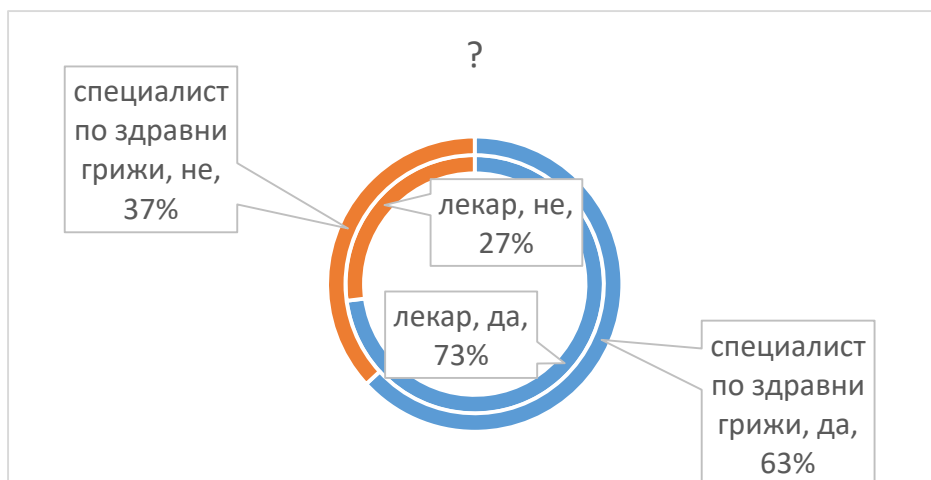 ?
специалист
по здравни
грижи, не,
37%
лекар, не,
27%
лекар, да,
73%
специалист
по здравни
грижи, да,
63%